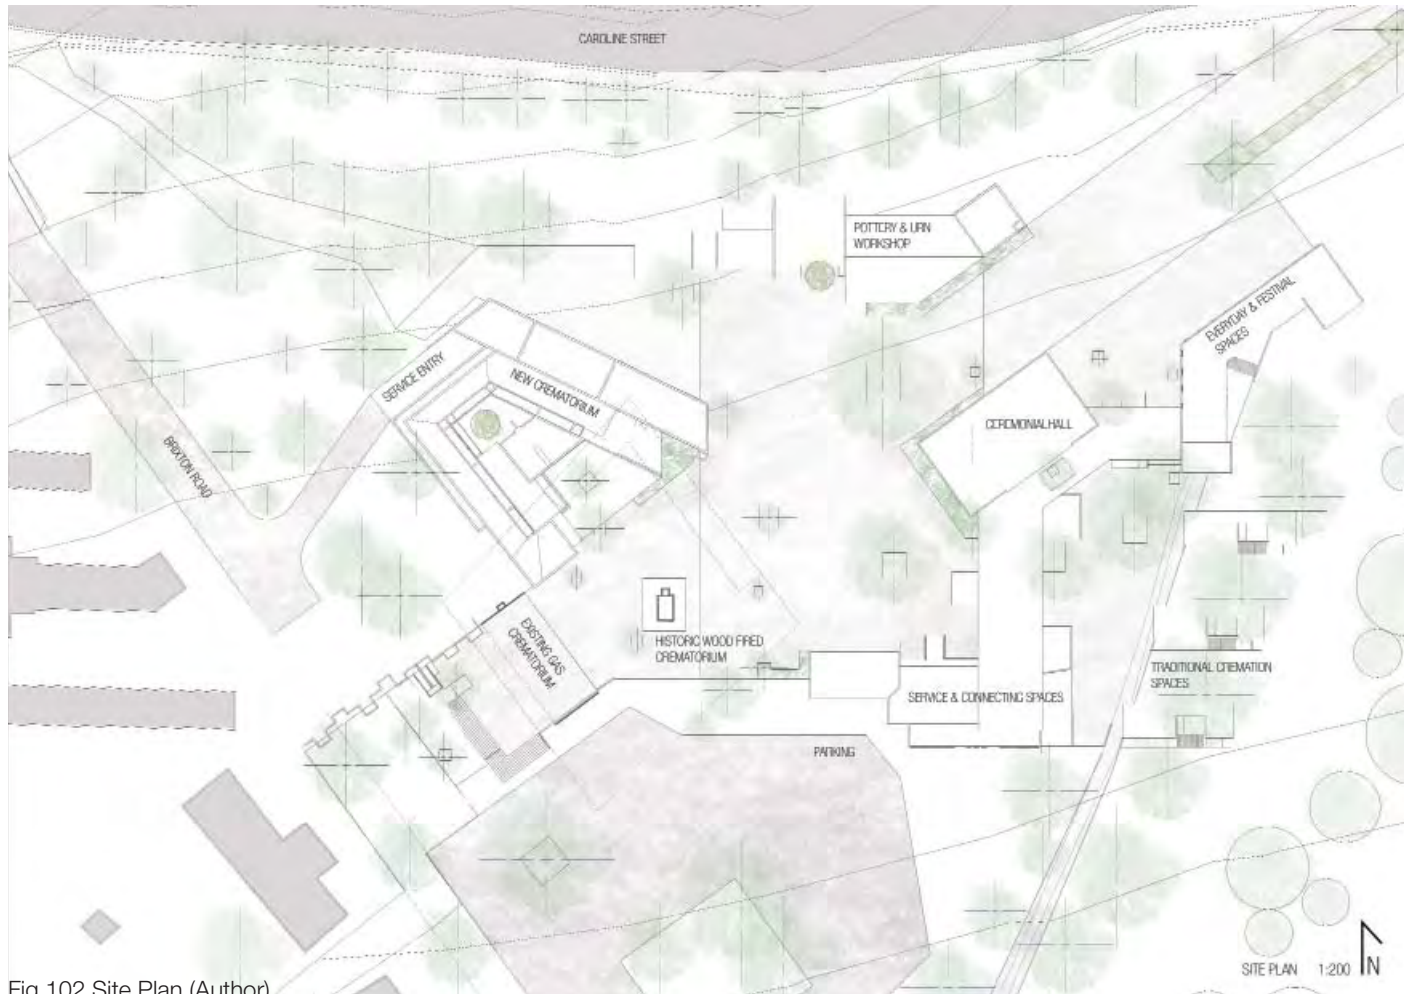 CAROLINE STREET
POTTERY & URN
WORKSHOP
EVERYDAY & FESTIVAL
SPACES
SERVICE ENTRY
NEW CREMATORIUM
CEREMONIAL HALL
BRIXTON ROAD
EXISTING GAS
CREMATORIUM
HISTORIC WOOD FIRED
CREMATORIUM
TRADITIONAL CREMATION
SPACES
SERVICE & CONNECTING SPACES
PARKING
SITE PLAN 1:200 N
Fig 102 Site Plan (Author)